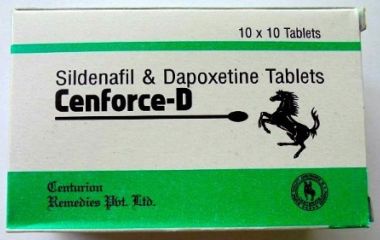 10 x 10 Tablets
Sildenafil & Dapoxetine Tablets
Cenforce-D
Centurion
Remedies Pvt. Ltd.